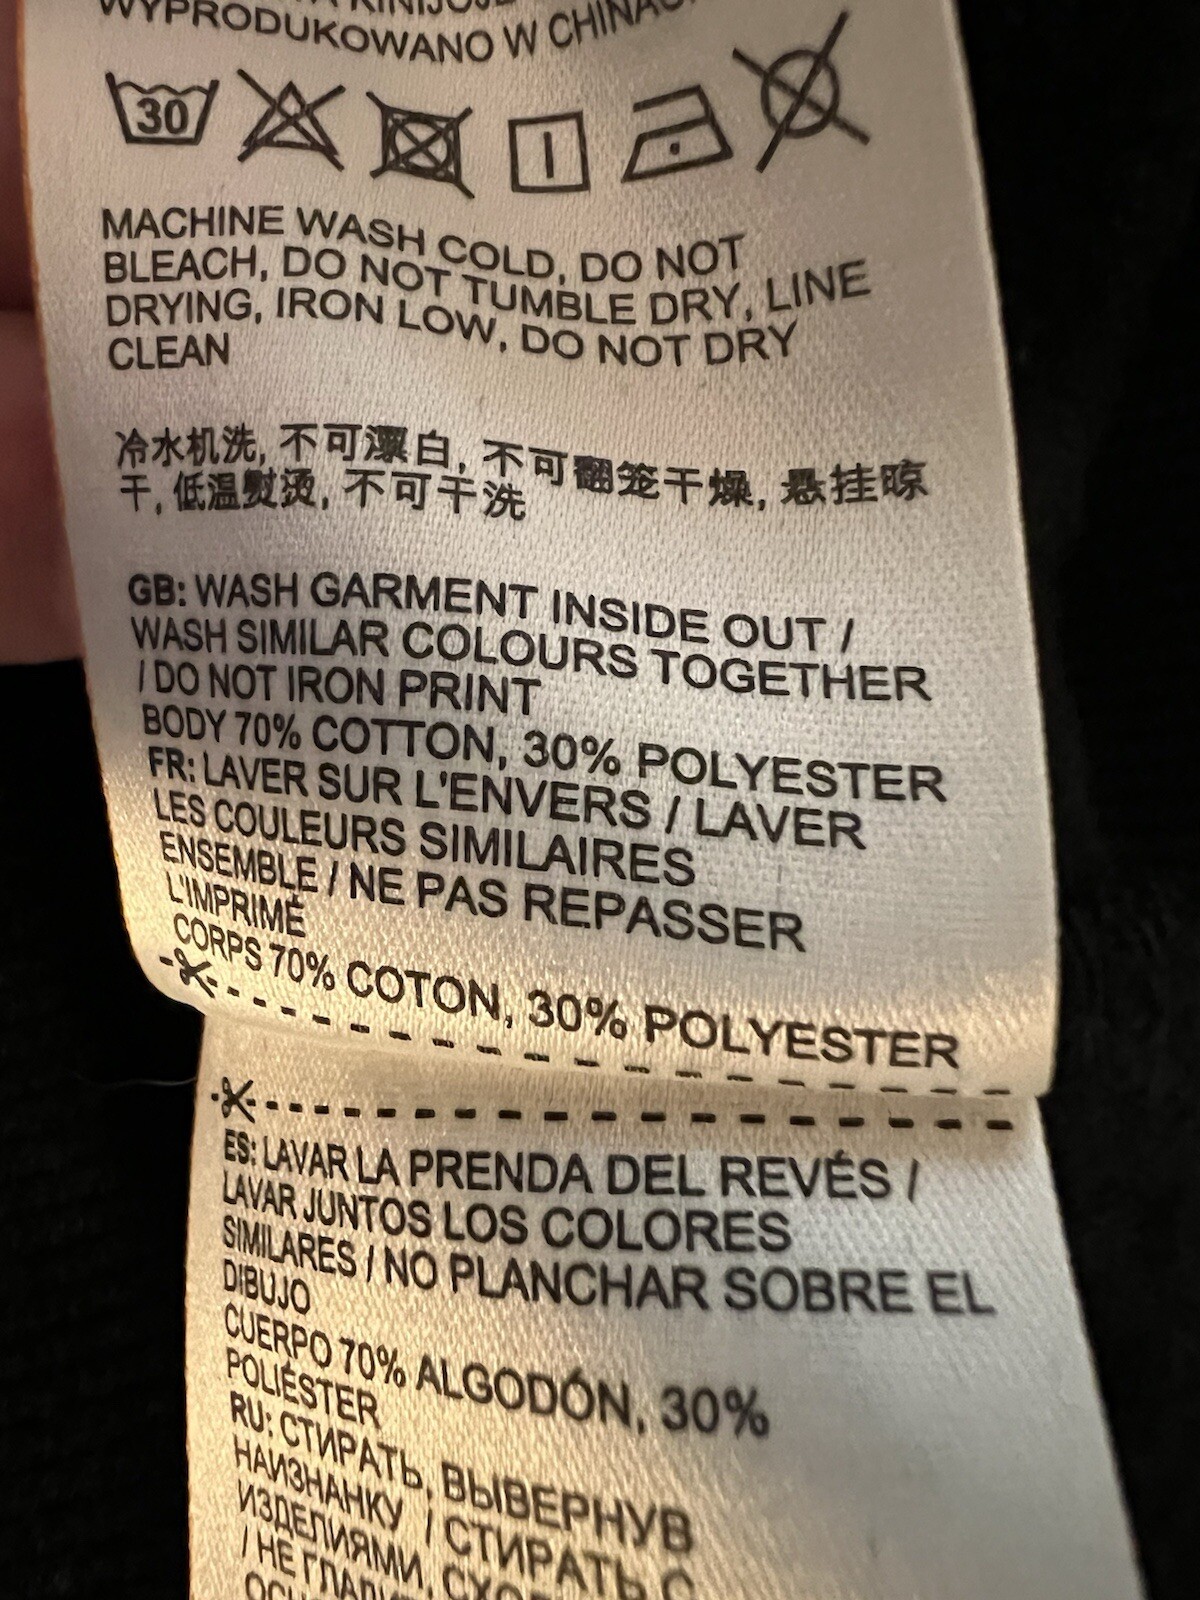 WYPRODUKOWANO W CHINACH
30
MACHINE WASH COLD, DO NOT
BLEACH, DO NOT TUMBLE DRY, LINE
DRYING, IRON LOW, DO NOT DRY
CLEAN
冷水机洗, 不可漂白, 不可翻笼干燥, 悬挂晾
干, 低温熨烫, 不可干洗
GB: WASH GARMENT INSIDE OUT /
WASH SIMILAR COLOURS TOGETHER
/ DO NOT IRON PRINT
BODY 70% COTTON, 30% POLYESTER
FR: LAVER SUR L'ENVERS / LAVER
LES COULEURS SIMILAIRES
ENSEMBLE / NE PAS REPASSER
L'IMPRIMÉ
CORPS 70% COTON, 30% POLYESTER
ES: LAVAR LA PRENDA DEL REVÉS /
LAVAR JUNTOS LOS COLORES
SIMILARES / NO PLANCHAR SOBRE EL
DIBUJO
CUERPO 70% ALGODÓN, 30%
POLIÉSTER
RU: СТИРАТЬ, ВЫВЕРНУВ
НАИЗНАНКУ / СТИРАТЬ С
ИЗДЕЛИЯМИ,
/ НЕ